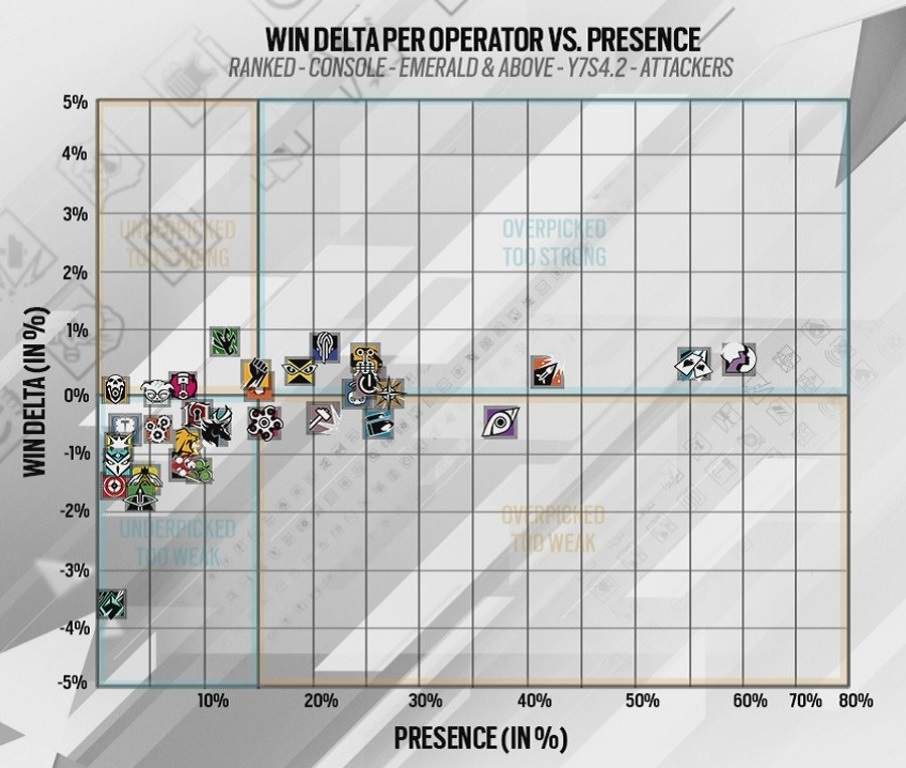 WIN DELTA PER OPERATOR VS. PRESENCE
RANKED - CONSOLE - EMERALD & ABOVE - Y7S4.2 - ATTACKERS
5%
4%
3%
2%
1%
0%
-1%
-2%
-3%
-4%
-5%
WIN DELTA (IN %)
UNDERPICKED
TOO STRONG
OVERPICKED
TOO STRONG
UNDERPICKED
TOO WEAK
OVERPICKED
TOO WEAK
10% 20% 30% 40% 50% 60% 70% 80%
PRESENCE (IN %)